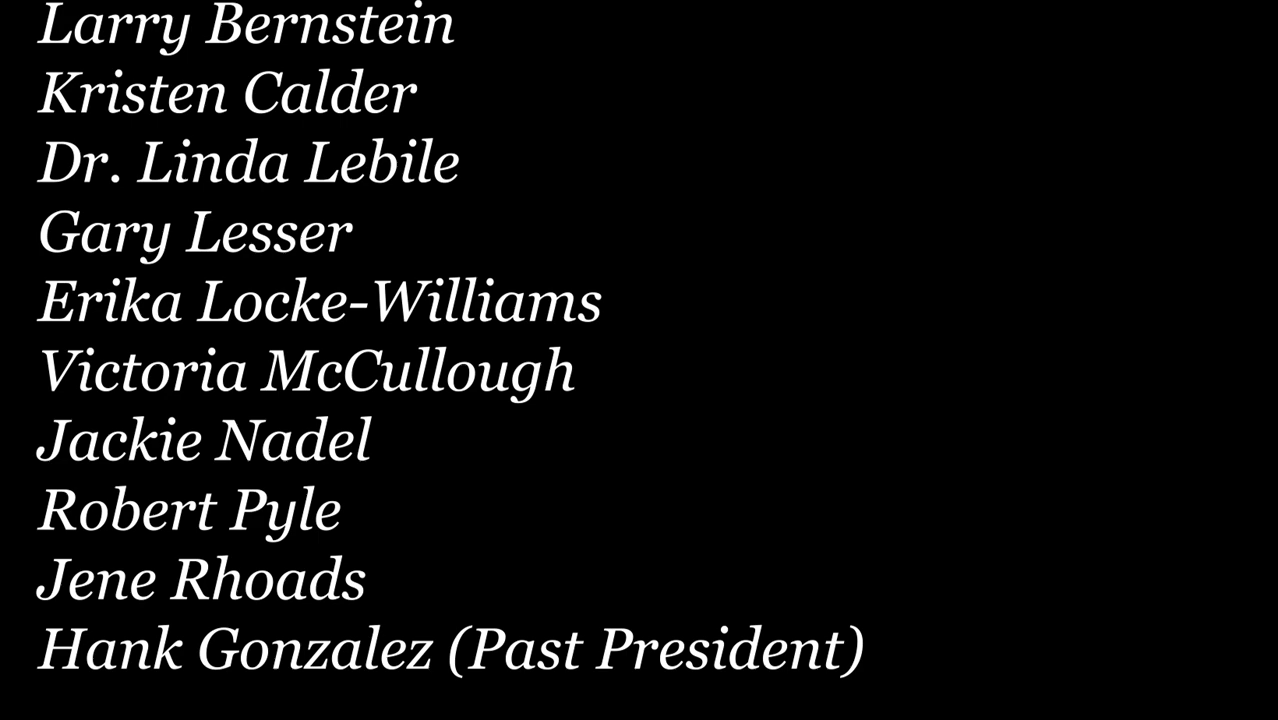 Larry Bernstein
Kristen Calder
Dr. Linda Lebile
Gary Lesser
Erika Locke-Williams
Victoria McCullough
Jackie Nadel
Robert Pyle
Jene Rhoads
Hank Gonzalez (Past President)